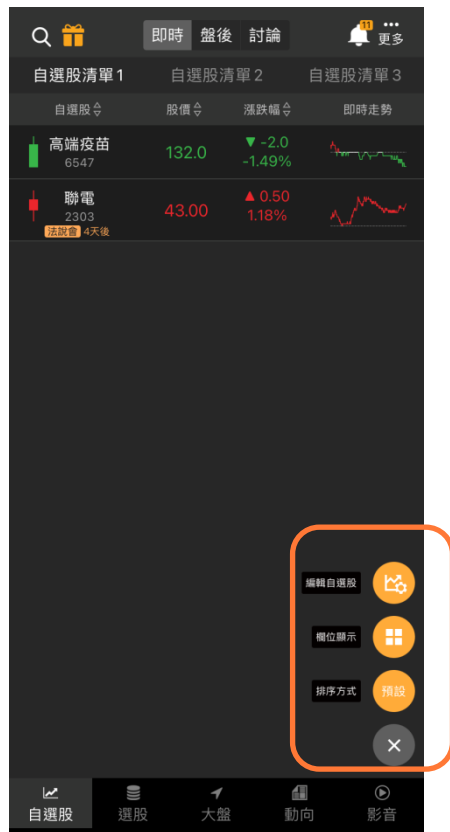 即時 盤後 討論 11 更多
自選股清單1 自選股清單2 自選股清單3
自選股 股價 漲跌幅 即時走勢
高端疫苗 132.0 ▼ -2.0
6547 -1.49%
聯電 43.00 ▲ 0.50
2303 1.18%
法說會 4天後
編輯自選股
欄位顯示
排序方式 預設
自選股 選股 大盤 動向 影音